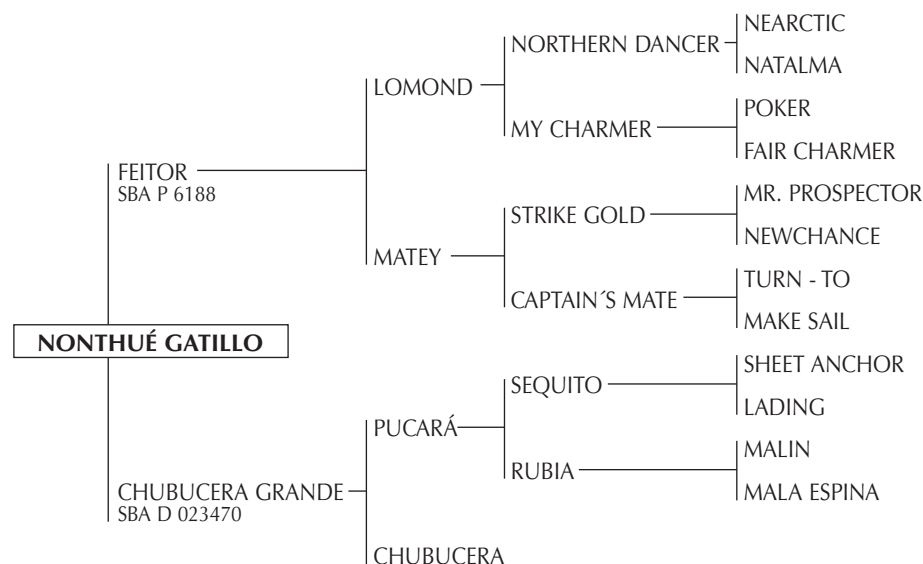 NEARCTIC
NORTHERN DANCER
NATALMA
LOMOND
POKER
MY CHARMER
FAIR CHARMER
FEITOR
SBA P 6188
MR. PROSPECTOR
STRIKE GOLD
NEWCHANCE
MATEY
TURN - TO
CAPTAIN´S MATE
MAKE SAIL
NONTHUÉ GATILLO
SHEET ANCHOR
SEQUITO
LADING
PUCARÁ
MALIN
RUBIA
MALA ESPINA
CHUBUCERA GRANDE
SBA D 023470
CHUBUCERA